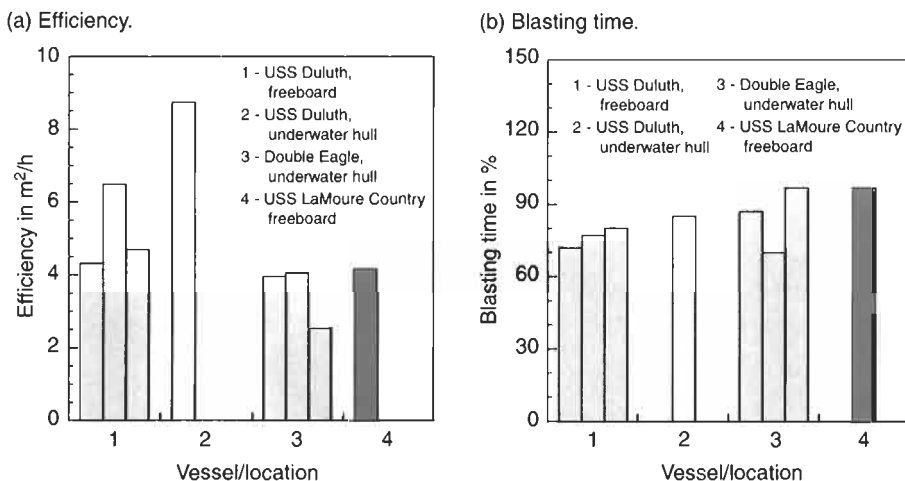 (a) Efficiency.
10
8
6
4
2
0
Efficiency in m²/h
1 - USS Duluth,
freeboard
2 - USS Duluth,
underwater hull
3 - Double Eagle,
underwater hull
4 - USS LaMoure Country
freeboard
1
2
3
4
Vessel/location
(b) Blasting time.
150
120
90
60
30
0
Blasting time in %
1 - USS Duluth,
freeboard
2 - USS Duluth,
underwater hull
3 - Double Eagle,
underwater hull
4 - USS LaMoure Country
freeboard
1
2
3
4
Vessel/location